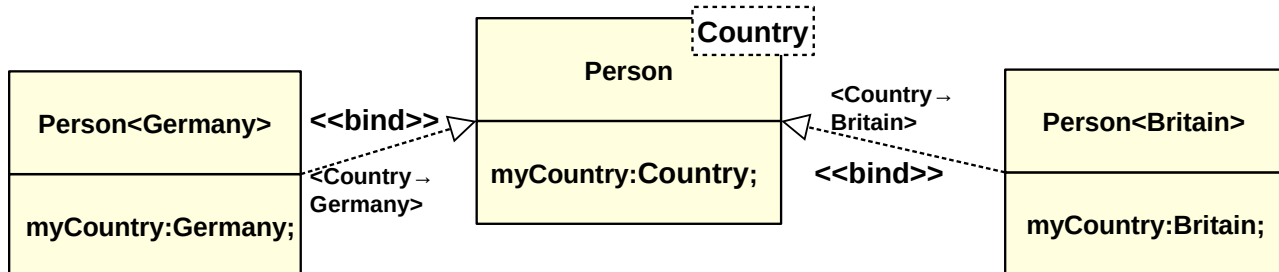 Person<Germany>
myCountry:Germany;
<<bind>>
<Country→
Germany>
Country
Person
myCountry:Country;
<Country→
Britain>
<<bind>>
Person<Britain>
myCountry:Britain;